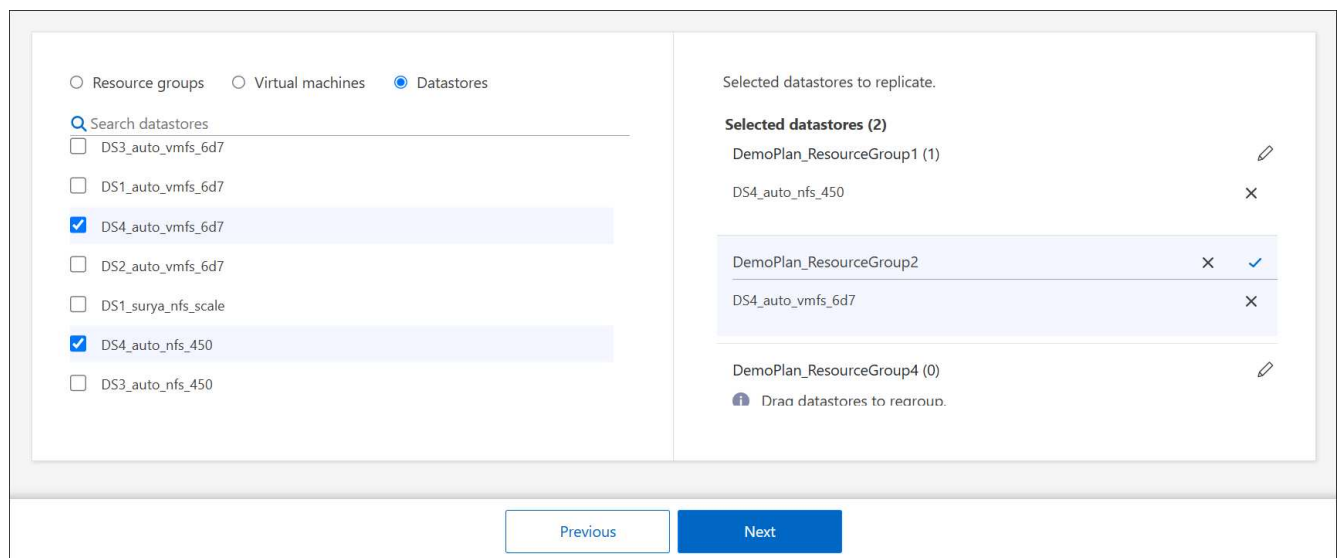 Resource groups Virtual machines Datastores
Search datastores
DS3_auto_vmfs_6d7
DS1_auto_vmfs_6d7
DS4_auto_vmfs_6d7
DS2_auto_vmfs_6d7
DS1_surya_nfs_scale
DS4_auto_nfs_450
DS3_auto_nfs_450
Selected datastores to replicate.
Selected datastores (2)
DemoPlan_ResourceGroup1 (1)
DS4_auto_nfs_450
DemoPlan_ResourceGroup2
DS4_auto_vmfs_6d7
DemoPlan_ResourceGroup4 (0)
Drag datastores to regroup.
Previous Next